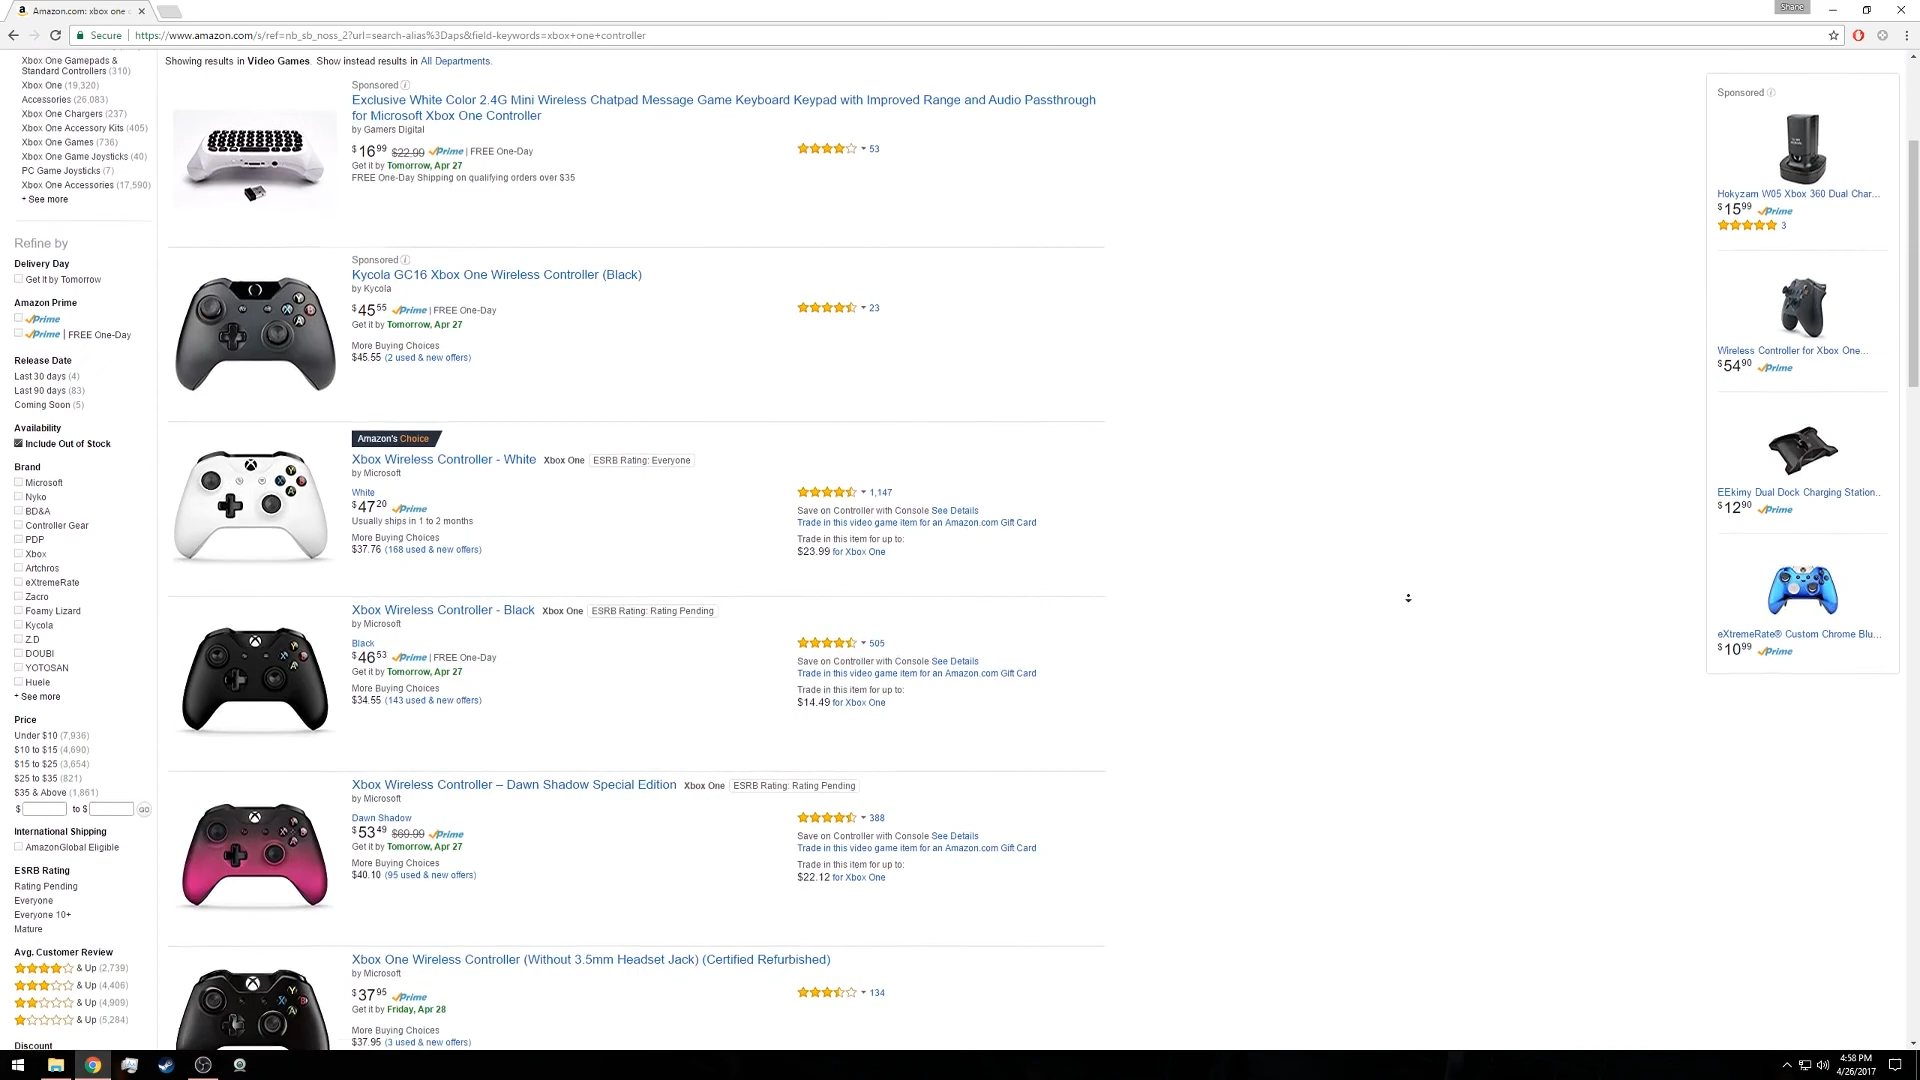 Amazon.com: xbox one c
Shane
Secure https://www.amazon.com/s/ref=nb_sb_noss_2?url=search-alias%3Daps&field-keywords=xbox+one+controller
Xbox One Gamepads &
Standard Controllers (310)
Xbox One (19,320)
Accessories (26,083)
Xbox One Chargers (237)
Xbox One Accessory Kits (405)
Xbox One Games (736)
Xbox One Game Joysticks (40)
PC Game Joysticks (7)
Xbox One Accessories (17,590)
+ See more
Refine by
Delivery Day
Get It by Tomorrow
Amazon Prime
Prime
Prime | FREE One-Day
Release Date
Last 30 days (4)
Last 90 days (83)
Coming Soon (5)
Availability
Include Out of Stock
Brand
Microsoft
Nyko
BD&A
Controller Gear
PDP
Xbox
Artchros
eXtremeRate
Zacro
Foamy Lizard
Kycola
Z.D
DOUBI
YOTOSAN
Huele
+ See more
Price
Under $10 (7,936)
$10 to $15 (4,690)
$15 to $25 (3,654)
$25 to $35 (821)
$35 & Above (1,861)
$ to $ GO
International Shipping
AmazonGlobal Eligible
ESRB Rating
Rating Pending
Everyone
Everyone 10+
Mature
Avg. Customer Review
& Up (2,739)
& Up (4,406)
& Up (4,909)
& Up (5,284)
Discount
Showing results in Video Games. Show instead results in All Departments.
Sponsored
Exclusive White Color 2.4G Mini Wireless Chatpad Message Game Keyboard Keypad with Improved Range and Audio Passthrough
for Microsoft Xbox One Controller
by Gamers Digital
$16.99 $22.99 Prime | FREE One-Day
53
Get it by Tomorrow, Apr 27
FREE One-Day Shipping on qualifying orders over $35
Sponsored
Kycola GC16 Xbox One Wireless Controller (Black)
by Kycola
$45.55 Prime | FREE One-Day
23
Get it by Tomorrow, Apr 27
More Buying Choices
$45.55 (2 used & new offers)
Amazon's Choice
Xbox Wireless Controller - White Xbox One ESRB Rating: Everyone
by Microsoft
White
$47.20 Prime
Usually ships in 1 to 2 months
More Buying Choices
$37.76 (168 used & new offers)
1,147
Save on Controller with Console See Details
Trade in this video game item for an Amazon.com Gift Card
Trade in this item for up to:
$23.99 for Xbox One
Xbox Wireless Controller - Black Xbox One ESRB Rating: Rating Pending
by Microsoft
Black
$46.53 Prime | FREE One-Day
Get it by Tomorrow, Apr 27
More Buying Choices
$34.55 (143 used & new offers)
505
Save on Controller with Console See Details
Trade in this video game item for an Amazon.com Gift Card
Trade in this item for up to:
$14.49 for Xbox One
Xbox Wireless Controller – Dawn Shadow Special Edition Xbox One ESRB Rating: Rating Pending
by Microsoft
Dawn Shadow
$53.49 $69.99 Prime
Get it by Tomorrow, Apr 27
More Buying Choices
$40.10 (95 used & new offers)
388
Save on Controller with Console See Details
Trade in this video game item for an Amazon.com Gift Card
Trade in this item for up to:
$22.12 for Xbox One
Xbox One Wireless Controller (Without 3.5mm Headset Jack) (Certified Refurbished)
by Microsoft
$37.95 Prime
134
Get it by Friday, Apr 28
More Buying Choices
$37.95 (3 used & new offers)
Sponsored
Hokyzam W05 Xbox 360 Dual Char...
$15.99 Prime
3
Wireless Controller for Xbox One...
$54.90 Prime
EEkimy Dual Dock Charging Station..
$12.90 Prime
eXtremeRate® Custom Chrome Blu...
$10.99 Prime
4:58 PM
4/26/2017